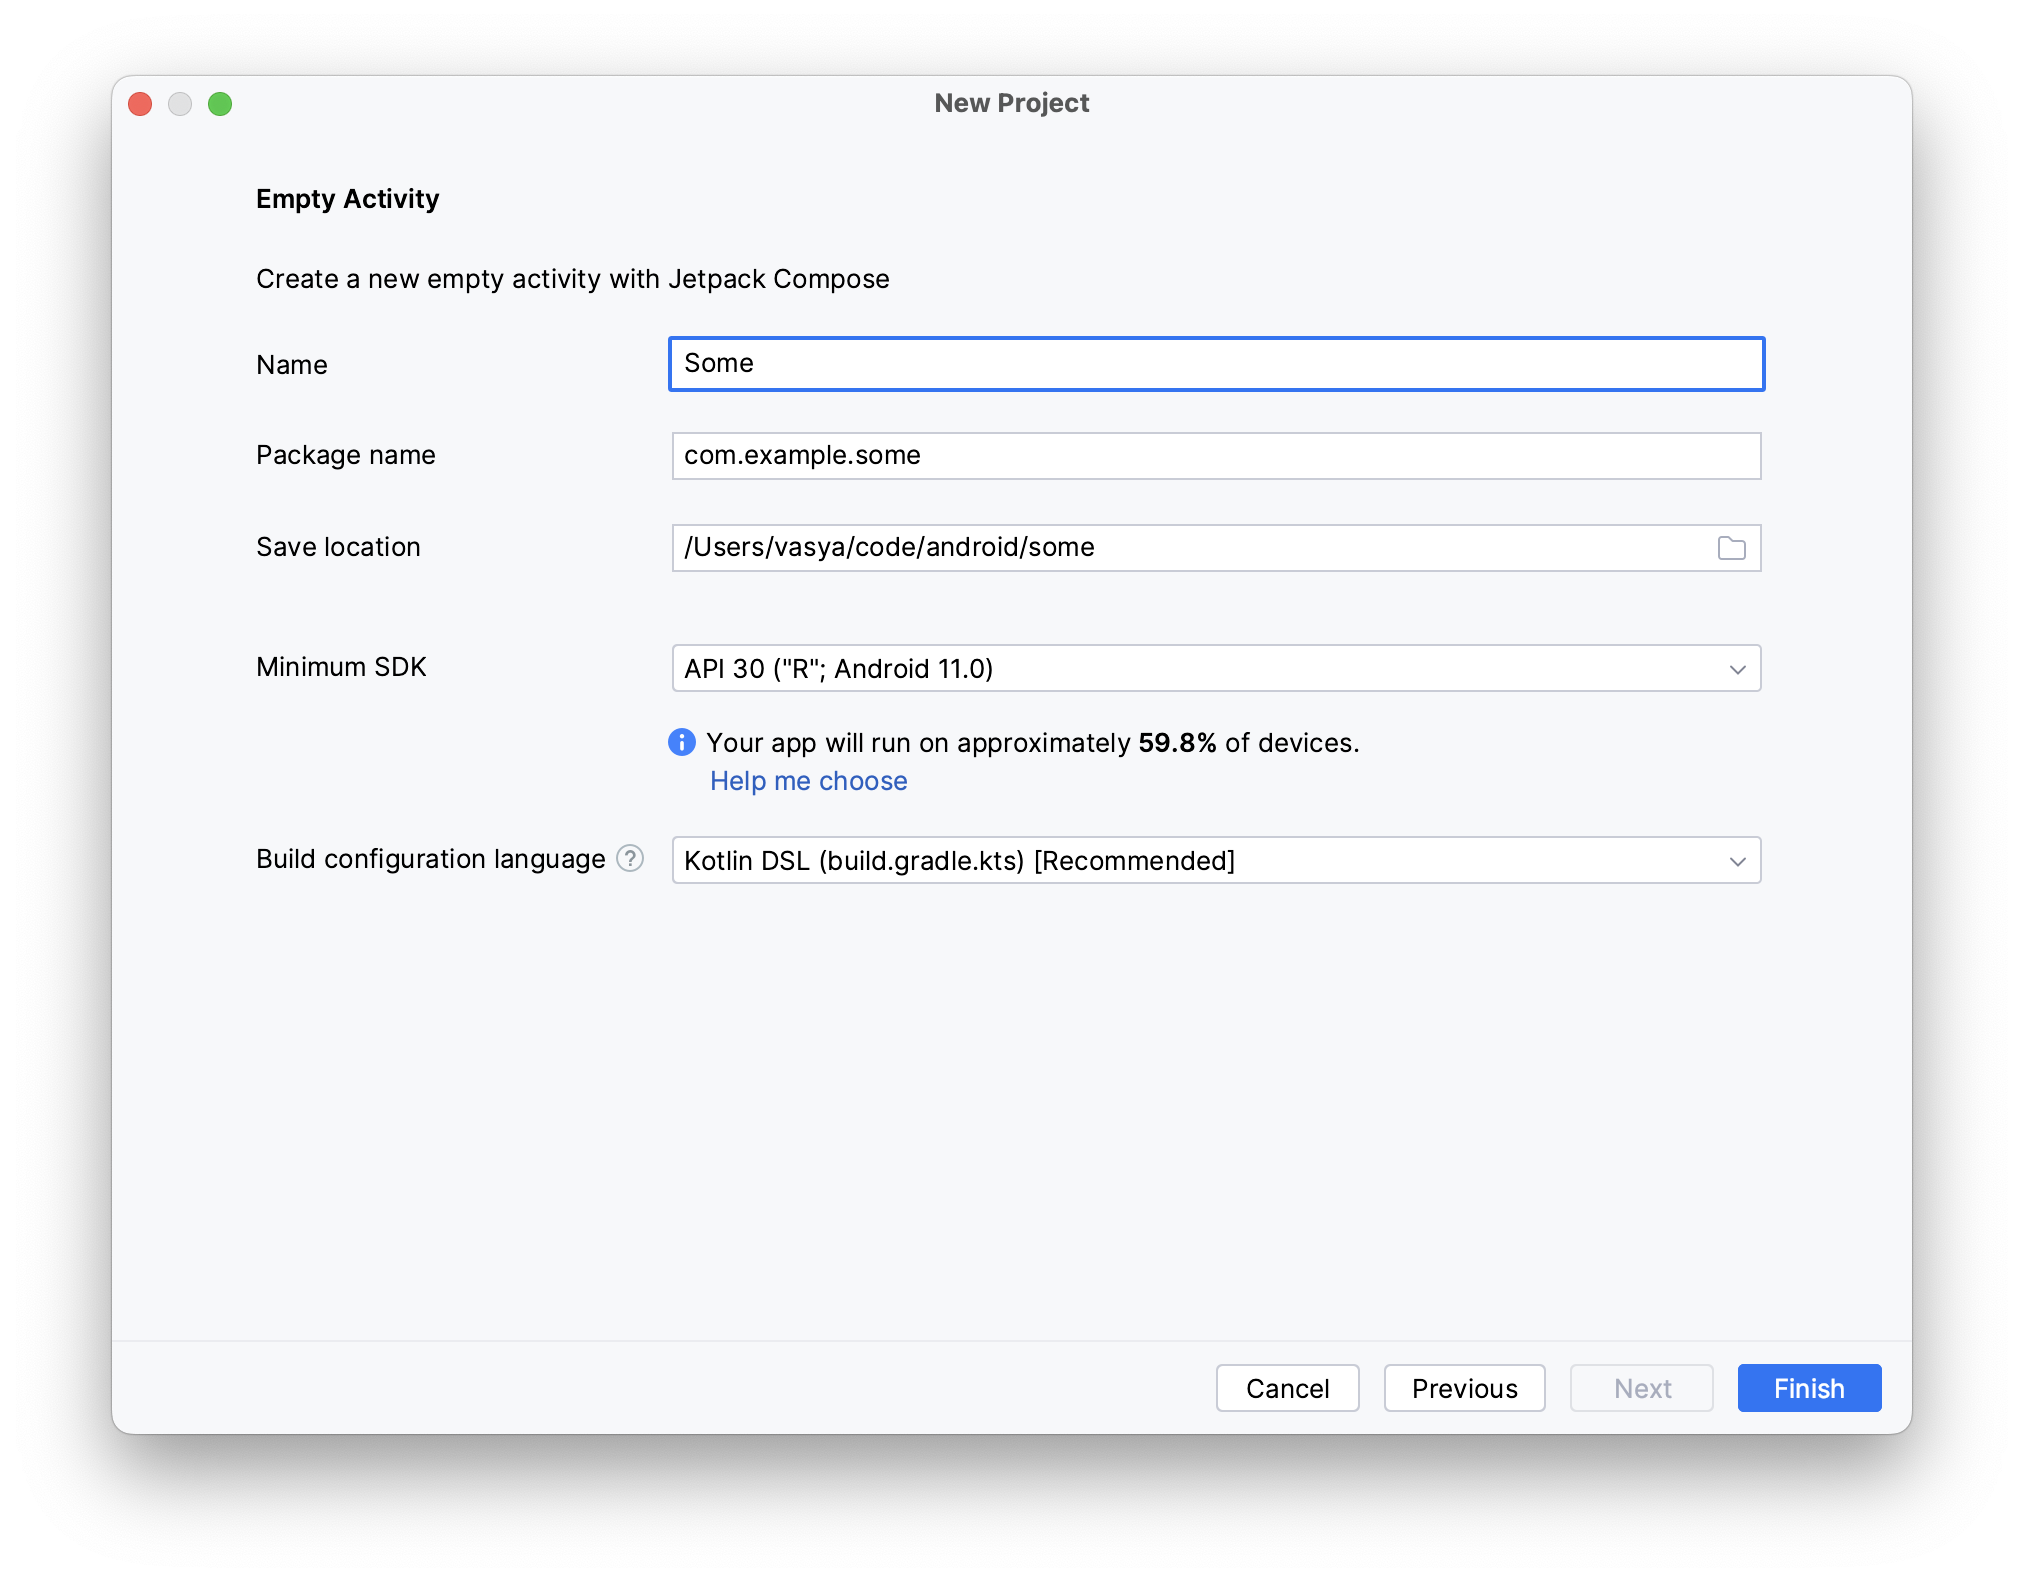 New Project
Empty Activity
Create a new empty activity with Jetpack Compose
Name
Some
Package name
com.example.some
Save location
/Users/vasya/code/android/some
Minimum SDK
API 30 ("R"; Android 11.0)
Your app will run on approximately 59.8% of devices.
Help me choose
Build configuration language ?
Kotlin DSL (build.gradle.kts) [Recommended]
Cancel
Previous
Next
Finish